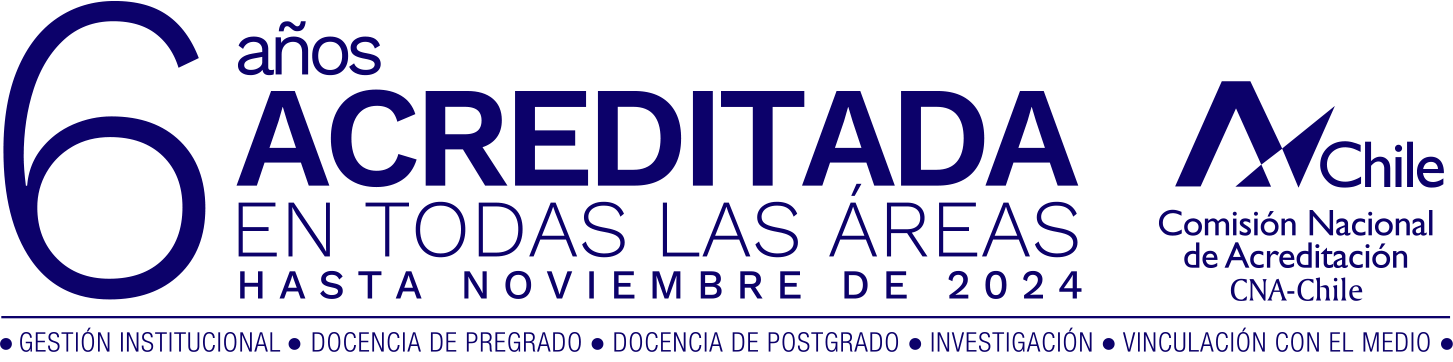 6 años
ACREDITADA
EN TODAS LAS ÁREAS
HASTA NOVIEMBRE DE 2024
Chile
Comisión Nacional
de Acreditación
CNA-Chile
• GESTIÓN INSTITUCIONAL • DOCENCIA DE PREGRADO • DOCENCIA DE POSTGRADO • INVESTIGACIÓN • VINCULACIÓN CON EL MEDIO •